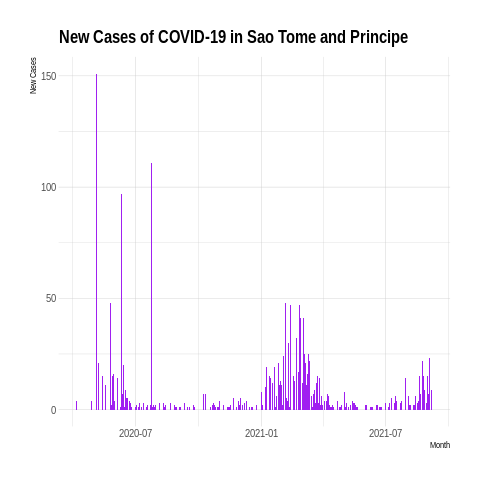 New Cases of COVID-19 in Sao Tome and Principe
New Cases
150
100
50
0
2020-07
2021-01
2021-07
Month